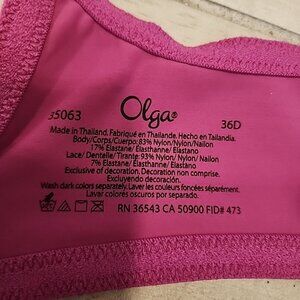 35063 Olga® 36D
Made in Thailand. Fabriqué en Thaïlande. Hecho en Tailandia.
Body/Corps/Cuerpo: 83% Nylon/Nylon/Nailon
17% Elastane/Élasthanne/Elastano
Lace/Dentelle/Tirante: 93% Nylon/Nylon/Nailon
7% Elastane/Élasthanne/Elastano
Exclusive of decoration. Décoration non comprise.
Excluyendo decoración.
Wash dark colors separately. Laver les couleurs foncées séparément.
Lavar colores oscuros por separado.
RN 36543 CA 50900 FID# 473